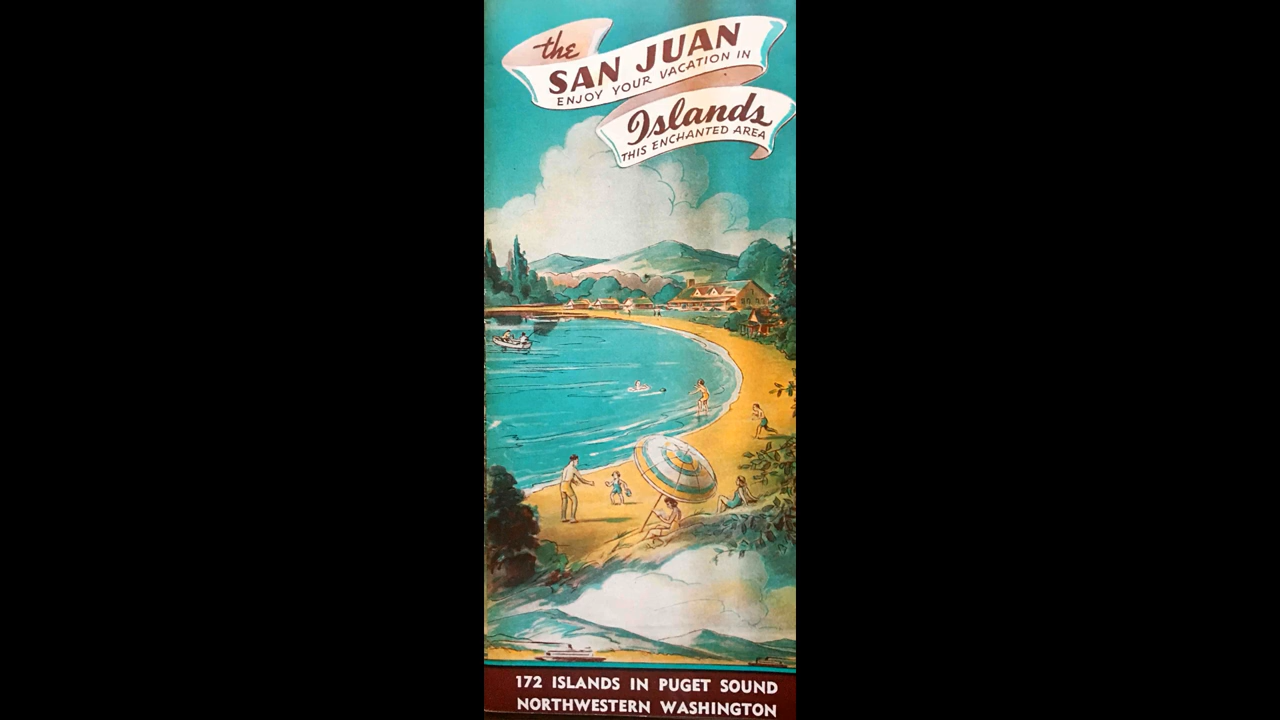 the
SAN JUAN
ENJOY YOUR VACATION IN
Islands
THIS ENCHANTED AREA
172 ISLANDS IN PUGET SOUND
NORTHWESTERN WASHINGTON